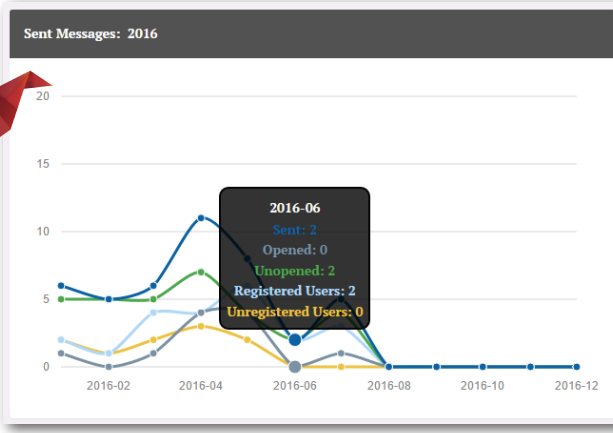 Sent Messages: 2016
20
15
10
5
0
2016-06
Sent: 2
Opened: 0
Unopened: 2
Registered Users: 2
Unregistered Users: 0
2016-02
2016-04
2016-06
2016-08
2016-10
2016-12